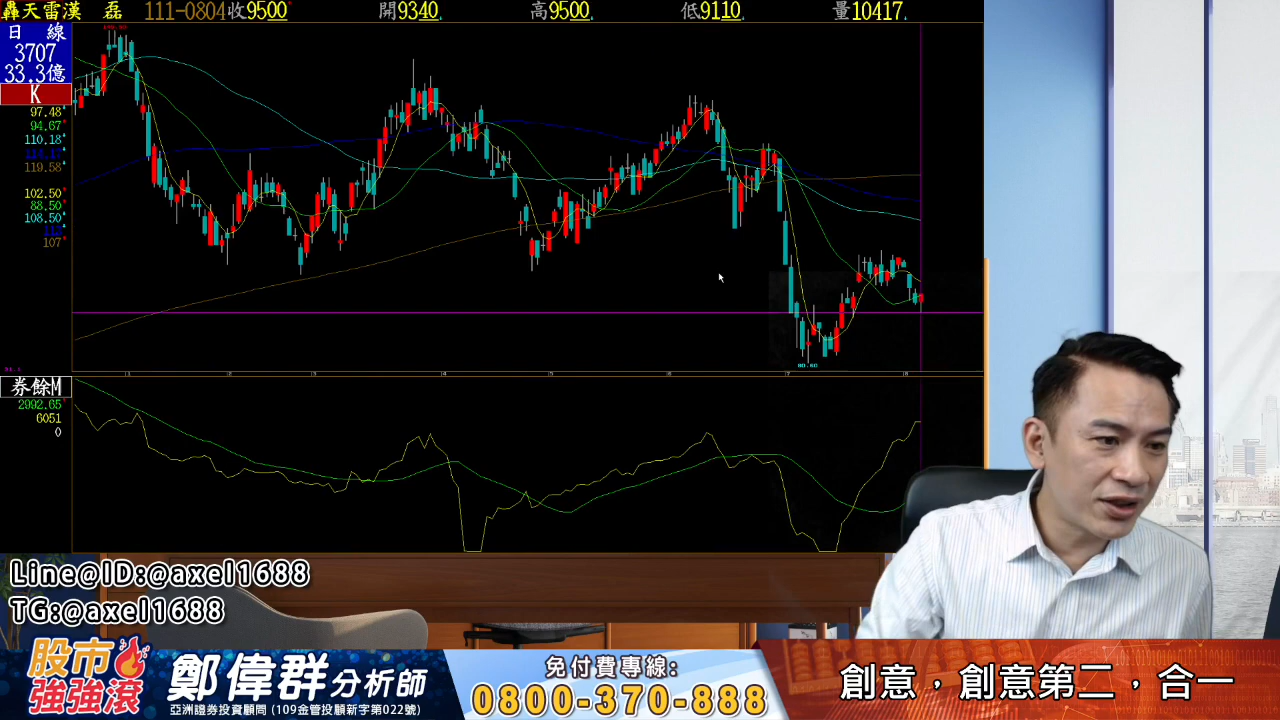 轟天雷漢 磊 111-0804收9500 開9340 高9500 低9110 量10417
日 線
3707
33.3億
K
97.48
94.67
110.18
114.17
119.58
102.50
88.50
108.50
113
107
80.80
券餘M
2992.65
6051
0
Line@ID:@axel1688
TG:@axel1688
股市
強強滾
鄭偉群分析師
亞洲證券投資顧問 (109金管投顧新字第022號)
免付費專線:
0800-370-888
創意,創意第二,合一